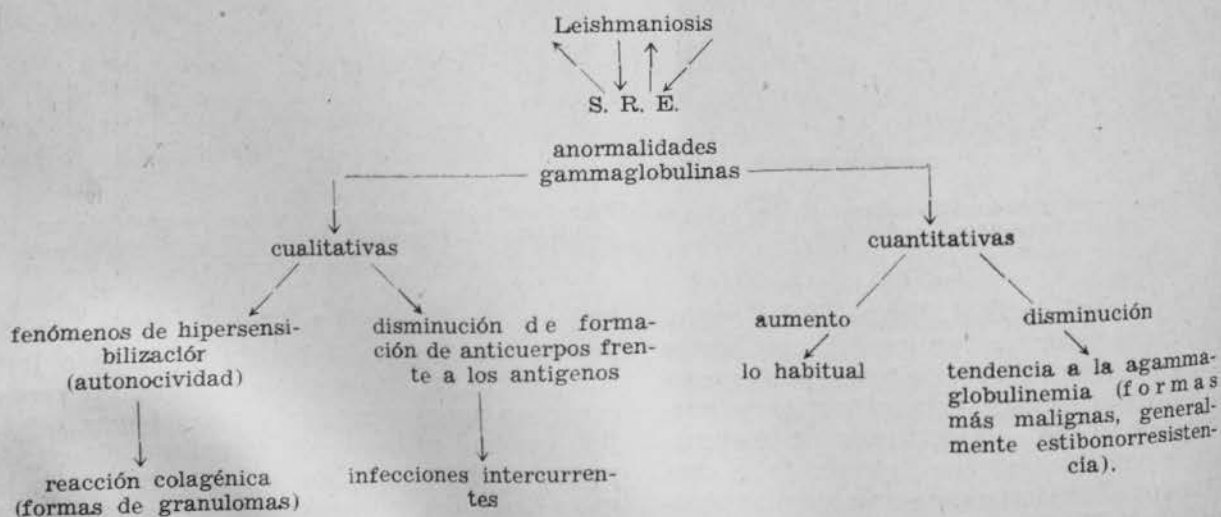 Leishmaniosis
S. R. E.
anormalidades
gammaglobulinas
cualitativas
cuantitativas
fenómenos de hipersensi-
bilizaciór
(autonocividad)
disminución de forma-
ción de anticuerpos fren-
te a los antigenos
aumento
lo habitual
disminución
tendencia a la agamma-
globulinemia (formas
más malignas, general-
mente estibonorresisten-
cia).
reacción colagénica
(formas de granulomas)
infecciones intercurren-
tes